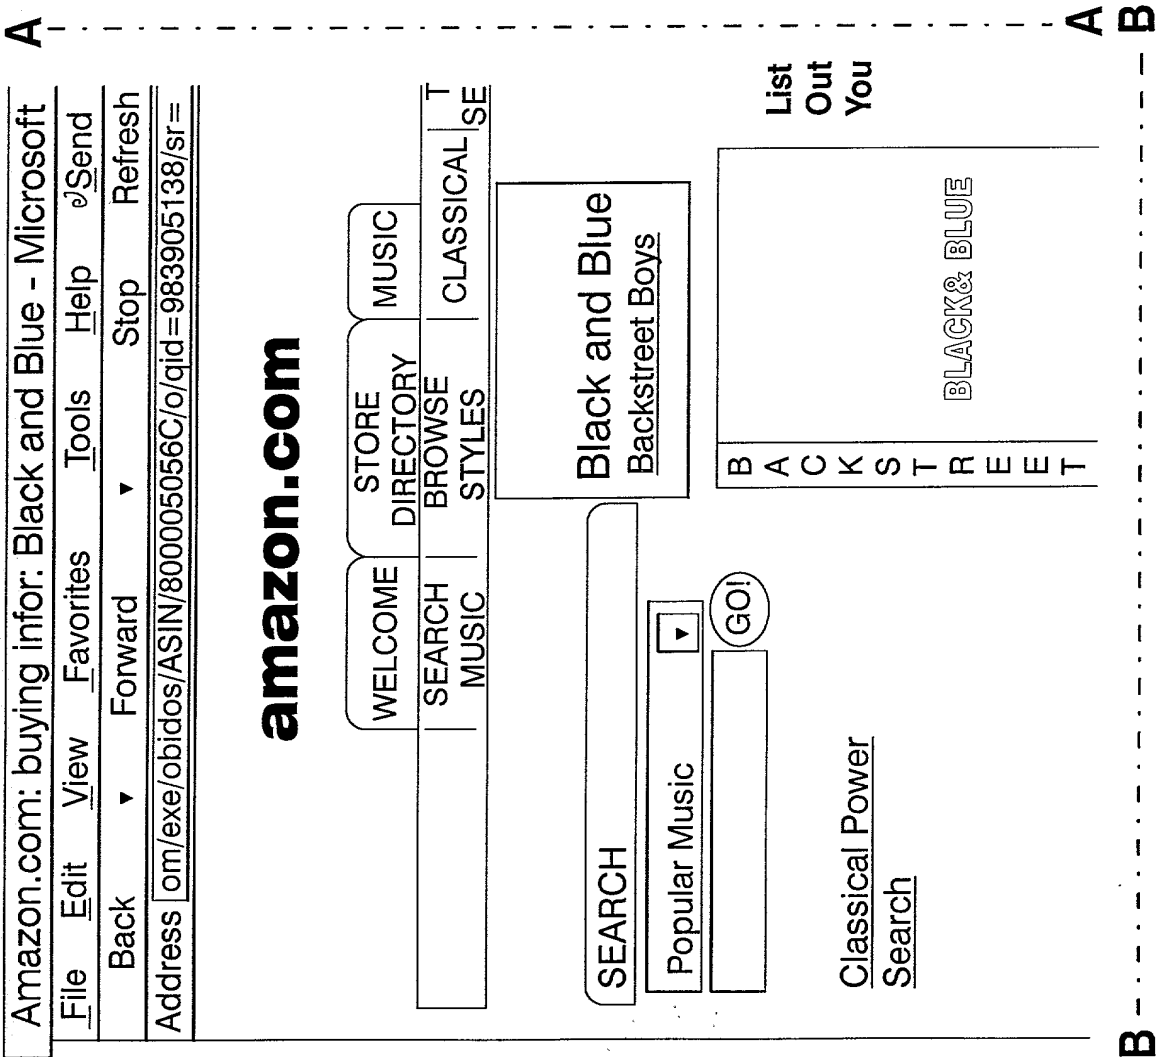 Amazon.com: buying infor: Black and Blue - Microsoft
File Edit View Favorites Tools Help Send
Back ▾ Forward ▾ Stop Refresh
Address om/exe/obidos/ASIN/800005056C/o/qid=983905138/sr=
amazon.com
WELCOME
STORE
DIRECTORY
MUSIC
SEARCH
MUSIC
BROWSE
STYLES
CLASSICAL
T
SE
SEARCH
Popular Music ▾
GO!
Classical Power
Search
Black and Blue
Backstreet Boys
BACKSTREET
BLACK& BLUE
List
Out
You
A
A
B
B